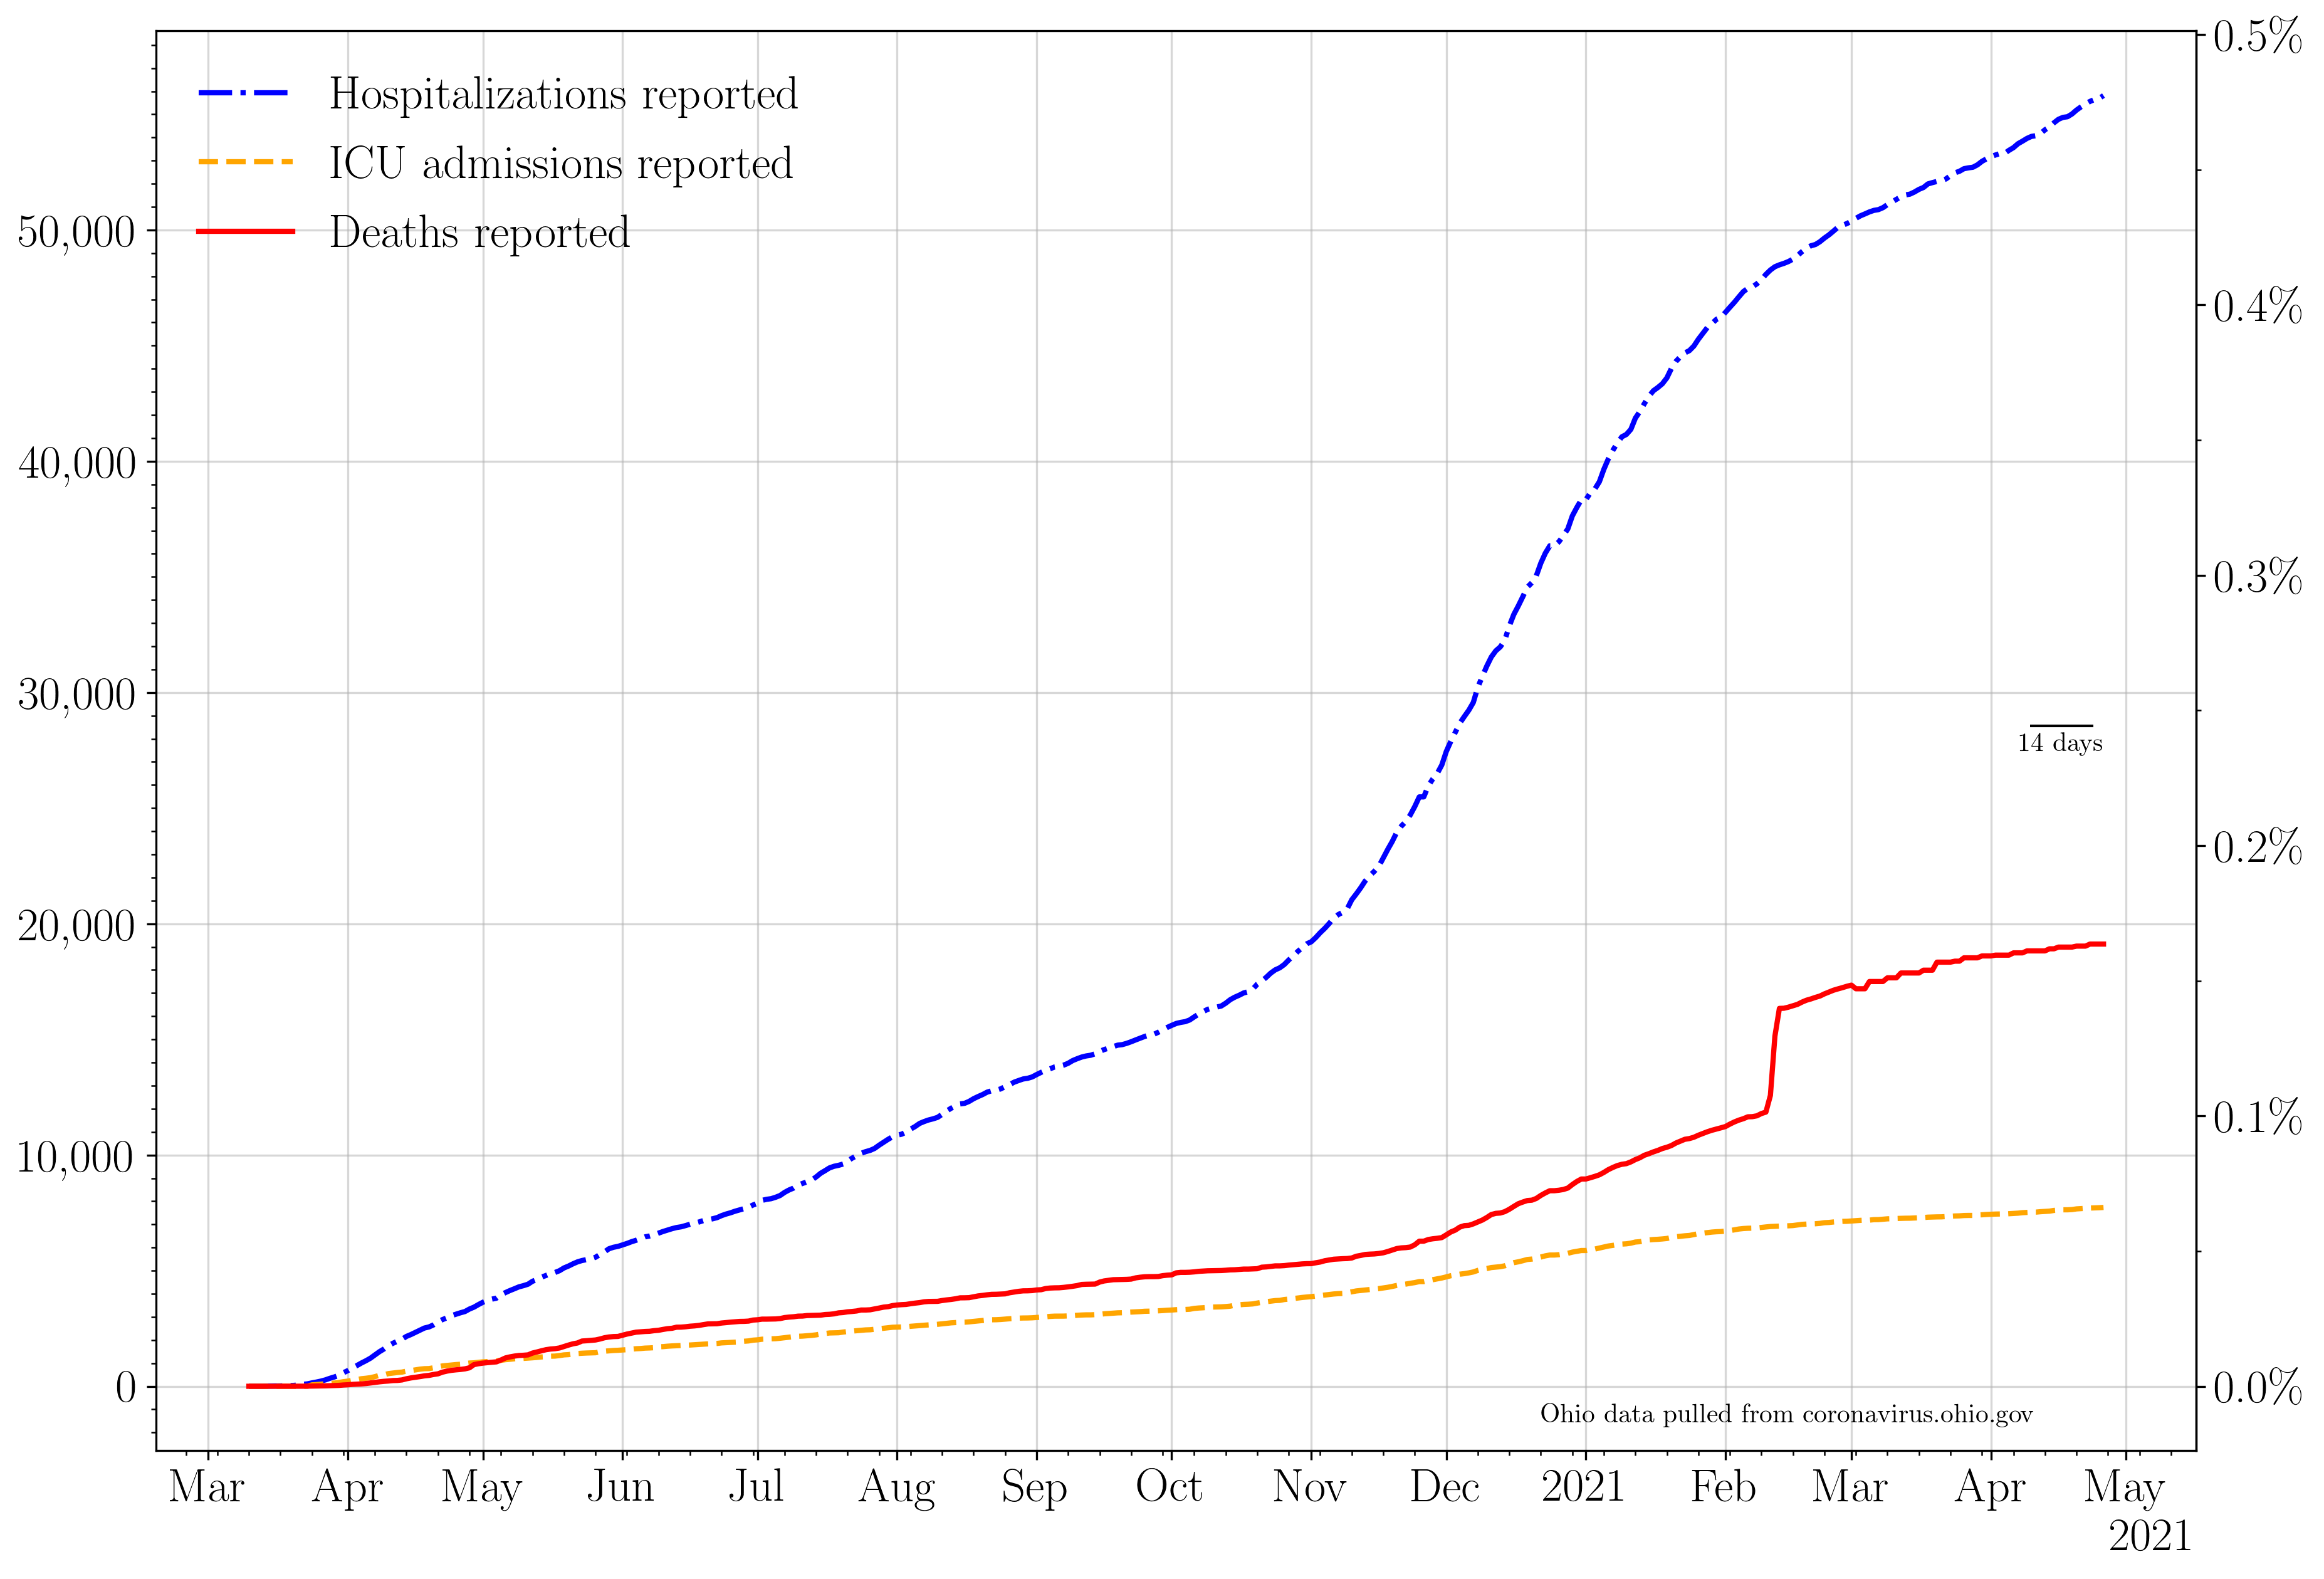 Hospitalizations reported
ICU admissions reported
Deaths reported
50,000
40,000
30,000
20,000
10,000
0
0.5%
0.4%
0.3%
0.2%
0.1%
0.0%
14 days
Ohio data pulled from coronavirus.ohio.gov
Mar Apr May Jun Jul Aug Sep Oct Nov Dec 2021 Feb Mar Apr May
2021